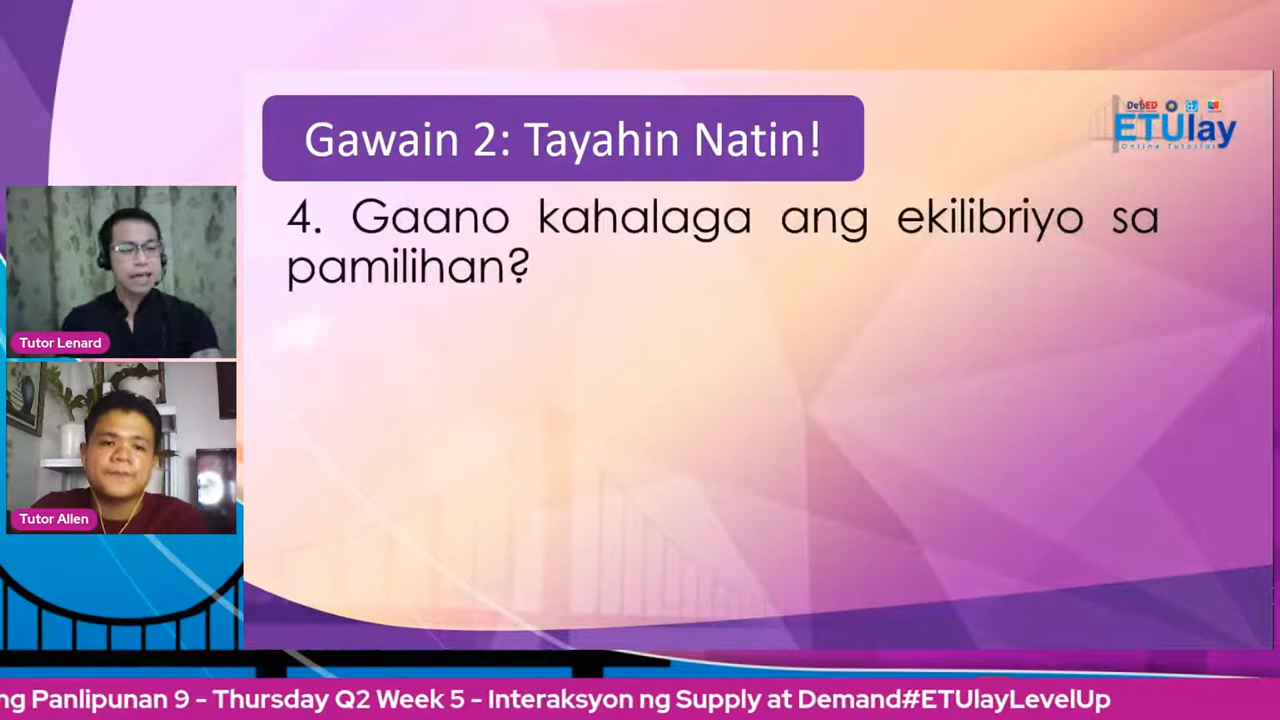 Gawain 2: Tayahin Natin!
DepED
ETUlay
Online Tutorial
4. Gaano kahalaga ang ekilibriyo sa
pamilihan?
Tutor Lenard
Tutor Allen
ng Panlipunan 9 - Thursday Q2 Week 5 - Interaksyon ng Supply at Demand#ETUlayLevelUp